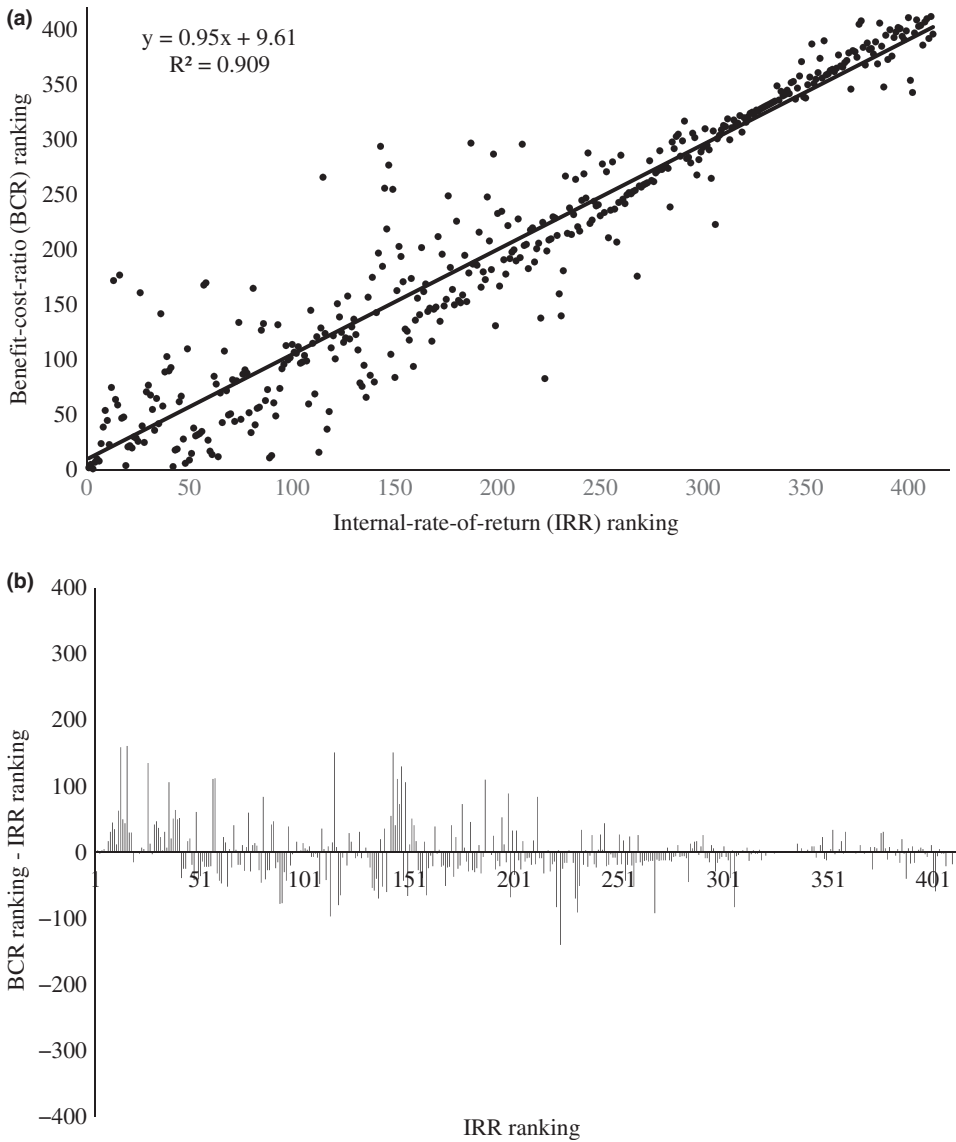 (a)
y = 0.95x + 9.61
R² = 0.909
Benefit-cost-ratio (BCR) ranking
400
350
300
250
200
150
100
50
0
0 50 100 150 200 250 300 350 400
Internal-rate-of-return (IRR) ranking
(b)
BCR ranking - IRR ranking
400
300
200
100
0
1 51 101 151 201 251 301 351 401
−100
−200
−300
−400
IRR ranking